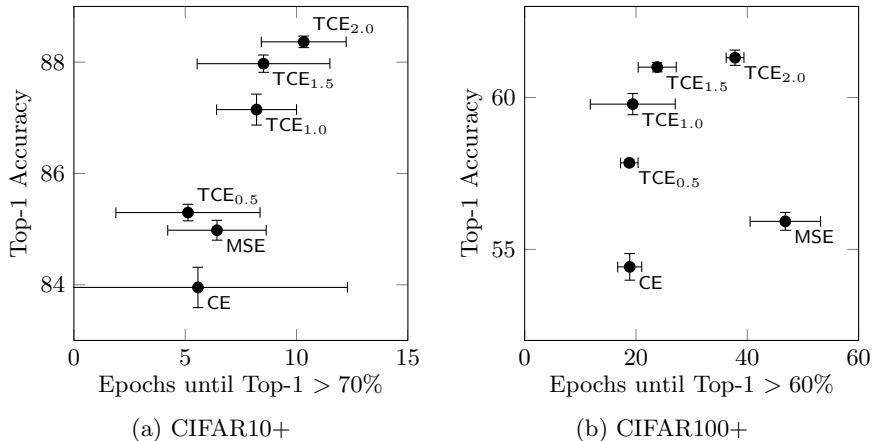 88
86
84
Top-1 Accuracy
TCE2.0
TCE1.5
TCE1.0
TCE0.5
MSE
CE
0
5
10
15
Epochs until Top-1 > 70%
(a) CIFAR10+
60
55
Top-1 Accuracy
TCE2.0
TCE1.5
TCE1.0
TCE0.5
MSE
CE
0
20
40
60
Epochs until Top-1 > 60%
(b) CIFAR100+